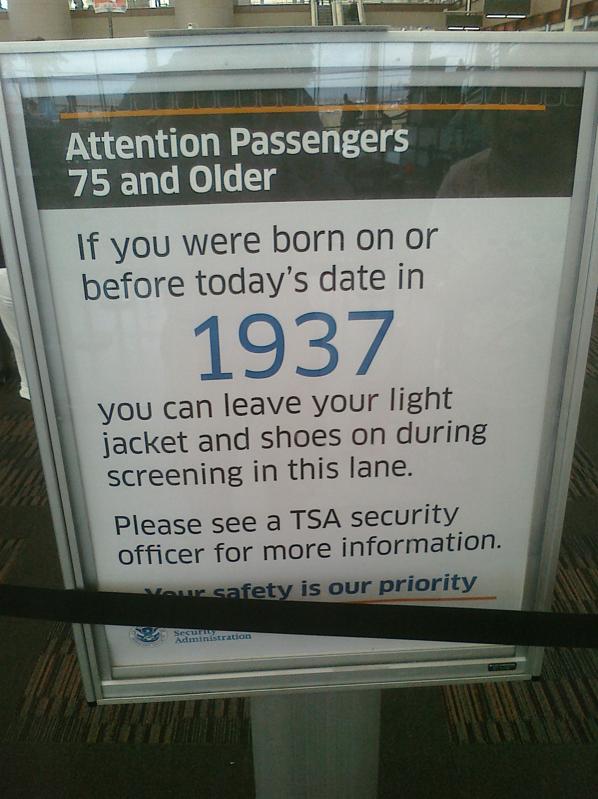 Attention Passengers
75 and Older
If you were born on or
before today's date in
1937
you can leave your light
jacket and shoes on during
screening in this lane.
Please see a TSA security
officer for more information.
Your safety is our priority
Security
Administration